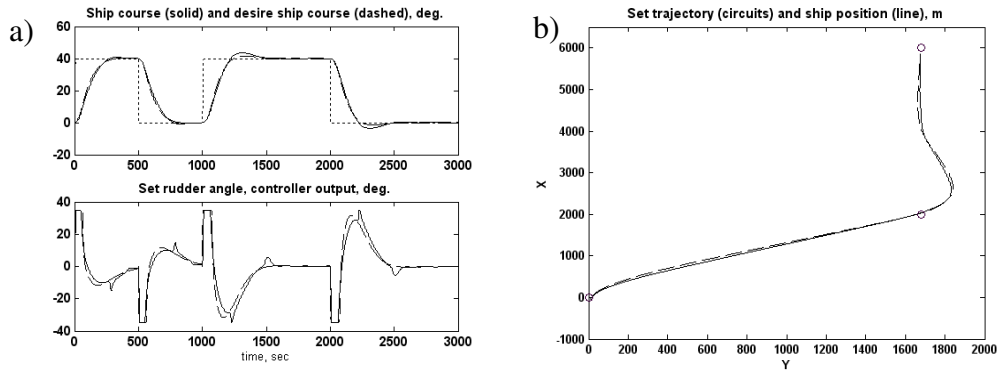 a)
Ship course (solid) and desire ship course (dashed), deg.
60
40
20
0
-20
0 500 1000 1500 2000 2500 3000
Set rudder angle, controller output, deg.
40
20
0
-20
-40
0 500 1000 1500 2000 2500 3000
time, sec
b)
Set trajectory (circuits) and ship position (line), m
6000
5000
4000
3000
X
2000
1000
0
-1000
0 200 400 600 800 1000 1200 1400 1600 1800 2000
Y